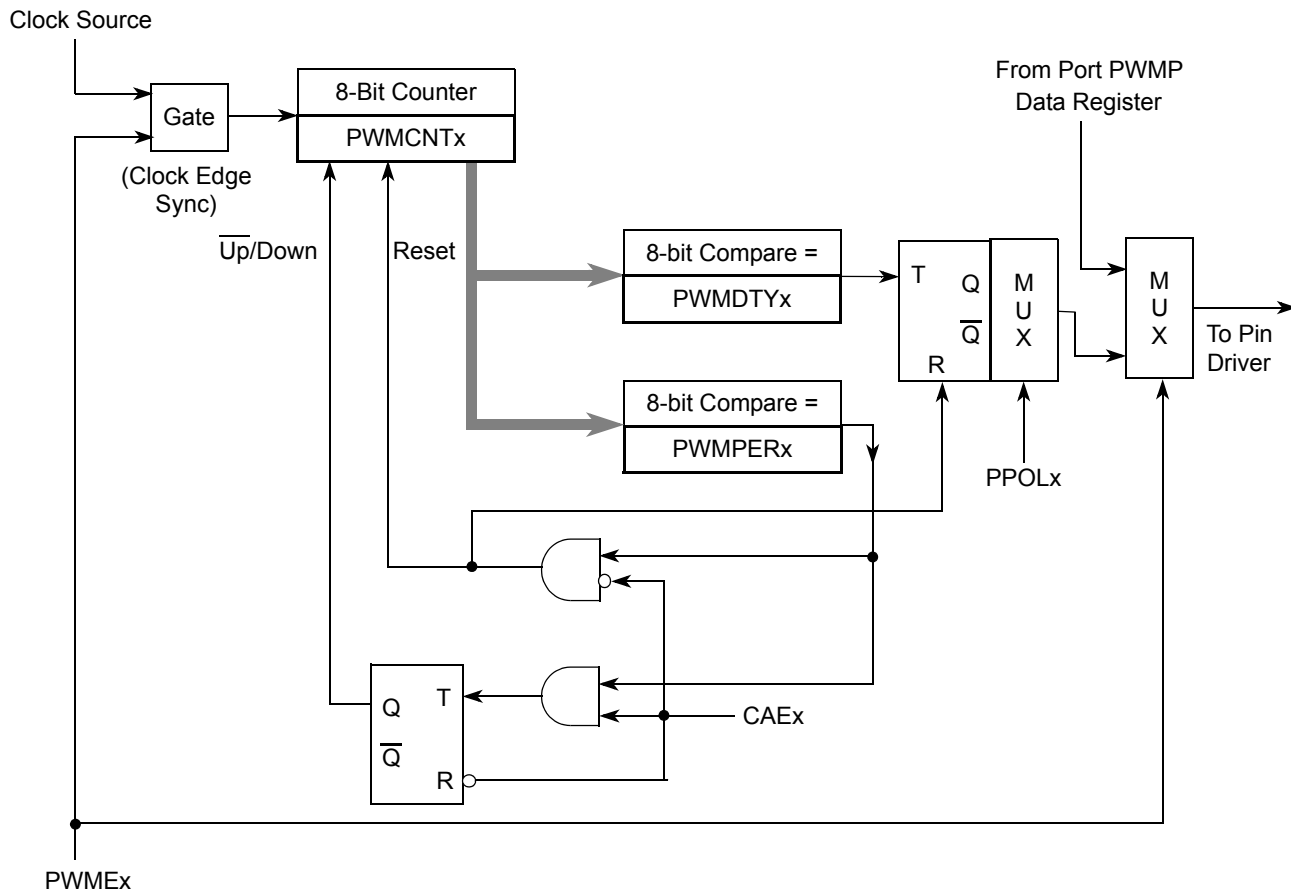 Clock Source
8-Bit Counter
PWMCNTx
Gate
(Clock Edge
Sync)
From Port PWMP
Data Register
U̅p̅/Down
Reset
8-bit Compare =
PWMDTYx
T
Q
Q̅
R
M
U
X
M
U
X
To Pin
Driver
8-bit Compare =
PWMPERx
PPOLx
Q
T
Q̅
R
CAEx
PWMEx